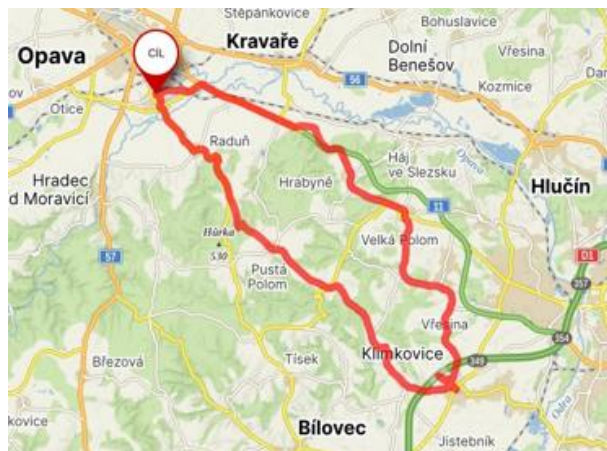 Štěpánkovice
Bohuslavice
CÍL
Kravaře
Opava
Dolní
Benešov
Vřesina
56
Kozmice
Otice
Opava
Raduň
Háj
ve Slezsku
Hradec
d Moravicí
Hrabyně
Hlučín
11
Hůrka
530
Velká Polom
57
D1
Pustá
Polom
357
Vřesina
354
Březová
Tísek
Klimkovice
349
Odra
kovice
Bílovec
Jistebník